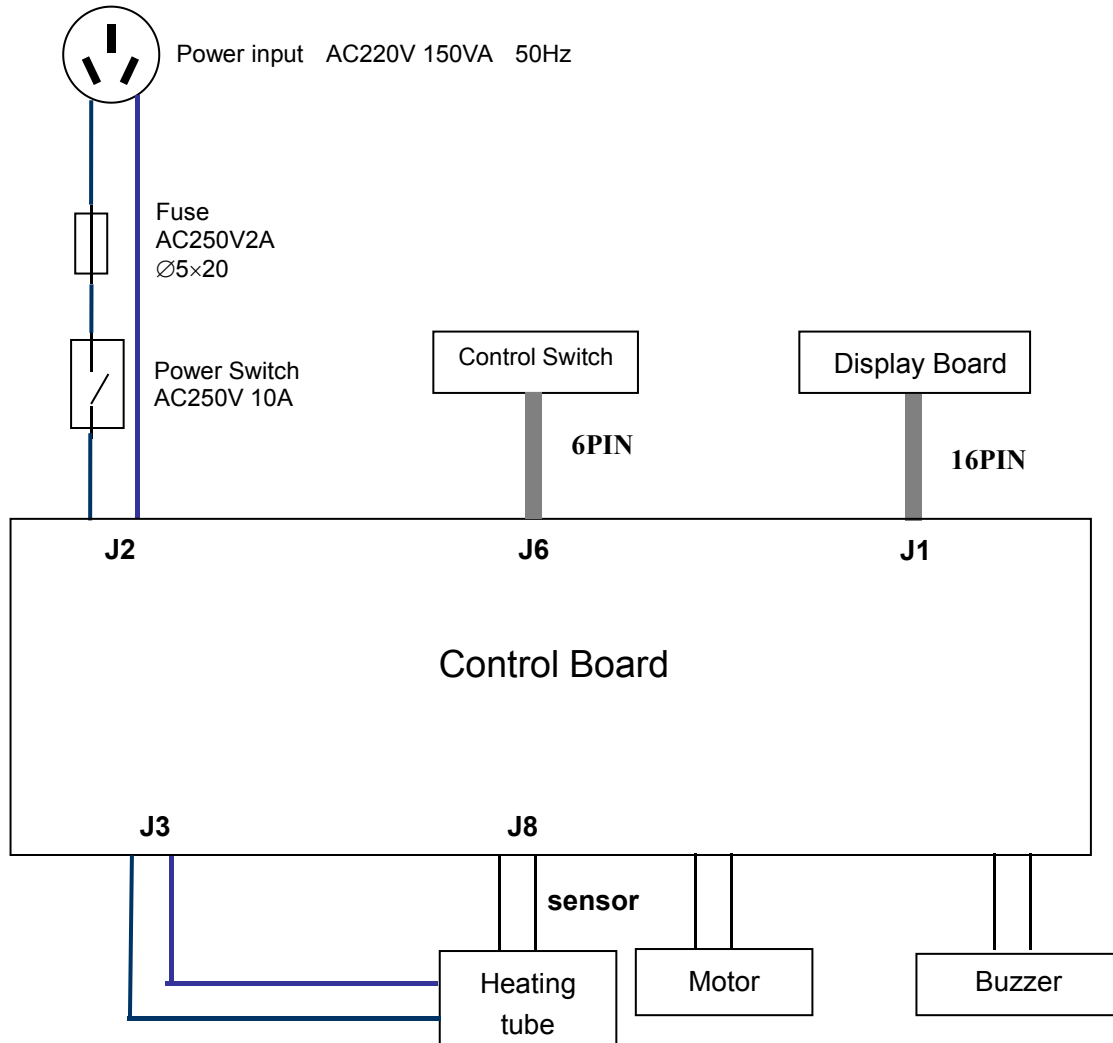 Power input AC220V 150VA 50Hz
Fuse
AC250V2A
∅5×20
Power Switch
AC250V 10A
Control Switch
Display Board
6PIN
16PIN
J2
J6
J1
Control Board
J3
J8
sensor
Heating
tube
Motor
Buzzer